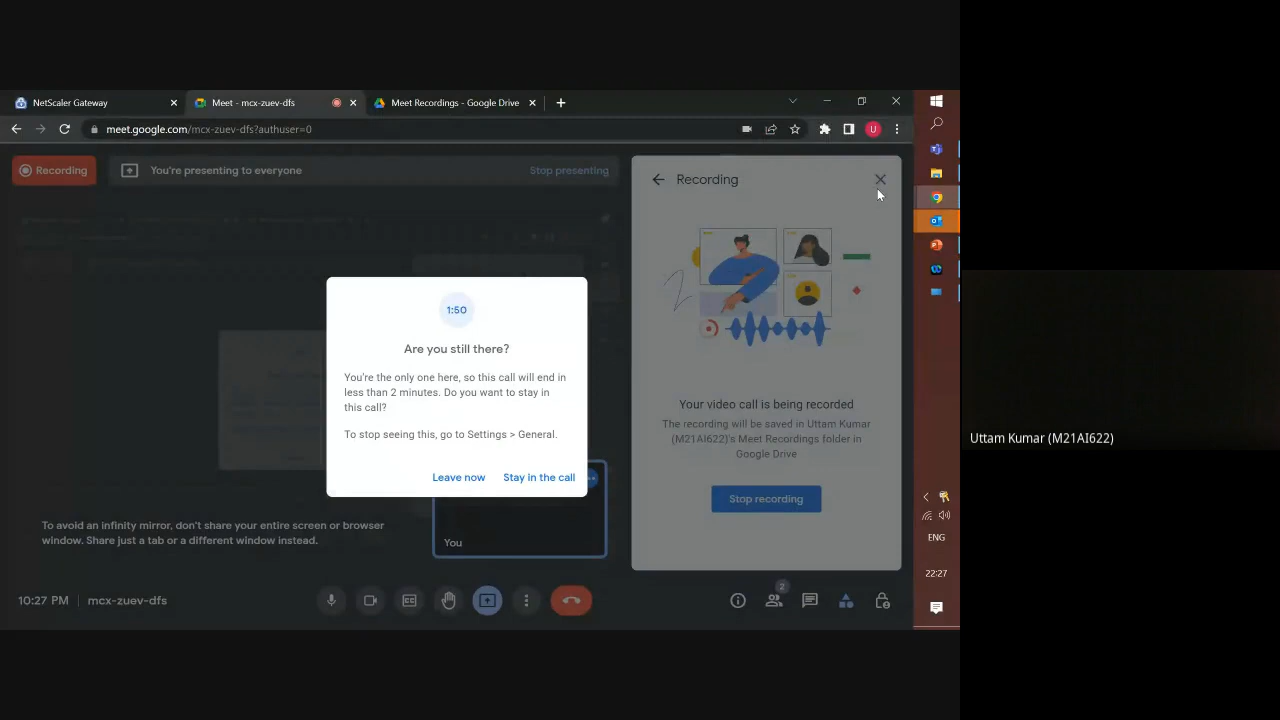 NetScaler Gateway
Meet - mcx-zuev-dfs
Meet Recordings - Google Drive
meet.google.com/mcx-zuev-dfs?authuser=0
U
Recording
You're presenting to everyone
Stop presenting
Recording
1:50
Are you still there?
You're the only one here, so this call will end in
less than 2 minutes. Do you want to stay in
this call?
To stop seeing this, go to Settings > General.
Leave now
Stay in the call
Your video call is being recorded
The recording will be saved in Uttam Kumar
(M21AI622)'s Meet Recordings folder in
Google Drive
Stop recording
To avoid an infinity mirror, don't share your entire screen or browser
window. Share just a tab or a different window instead.
You
10:27 PM
mcx-zuev-dfs
2
ENG
22:27
Uttam Kumar (M21AI622)